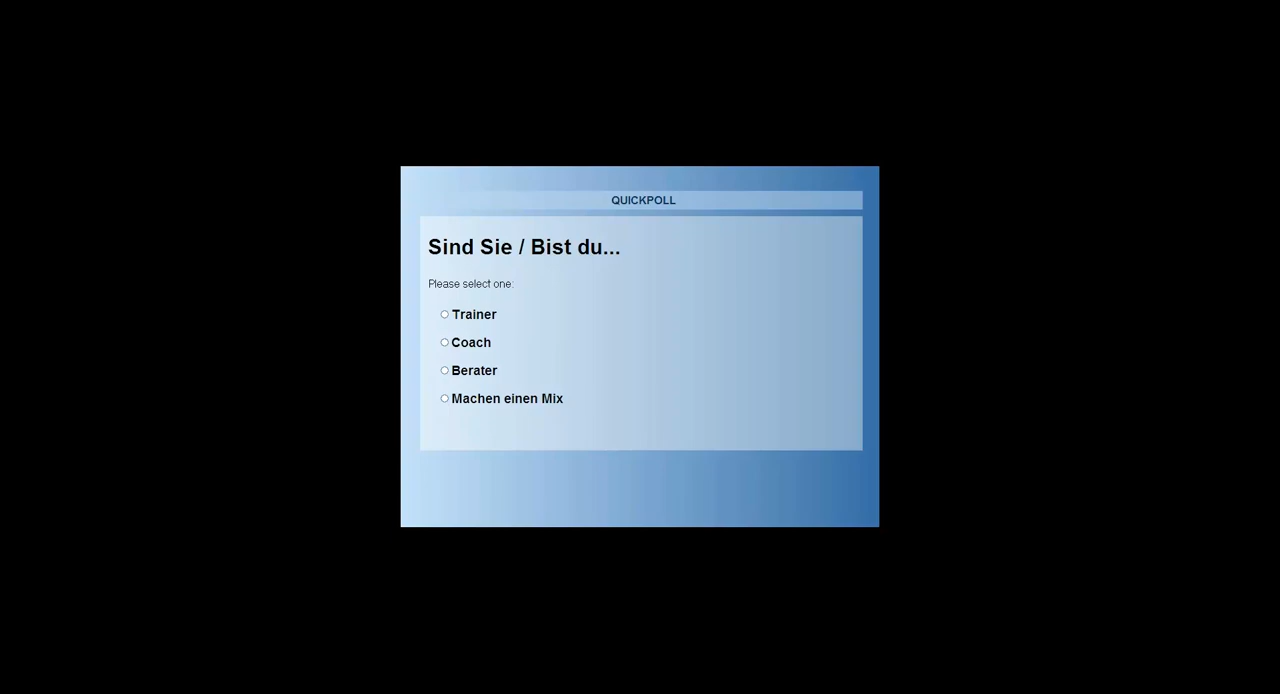 QUICKPOLL
Sind Sie / Bist du...
Please select one:
Trainer
Coach
Berater
Machen einen Mix